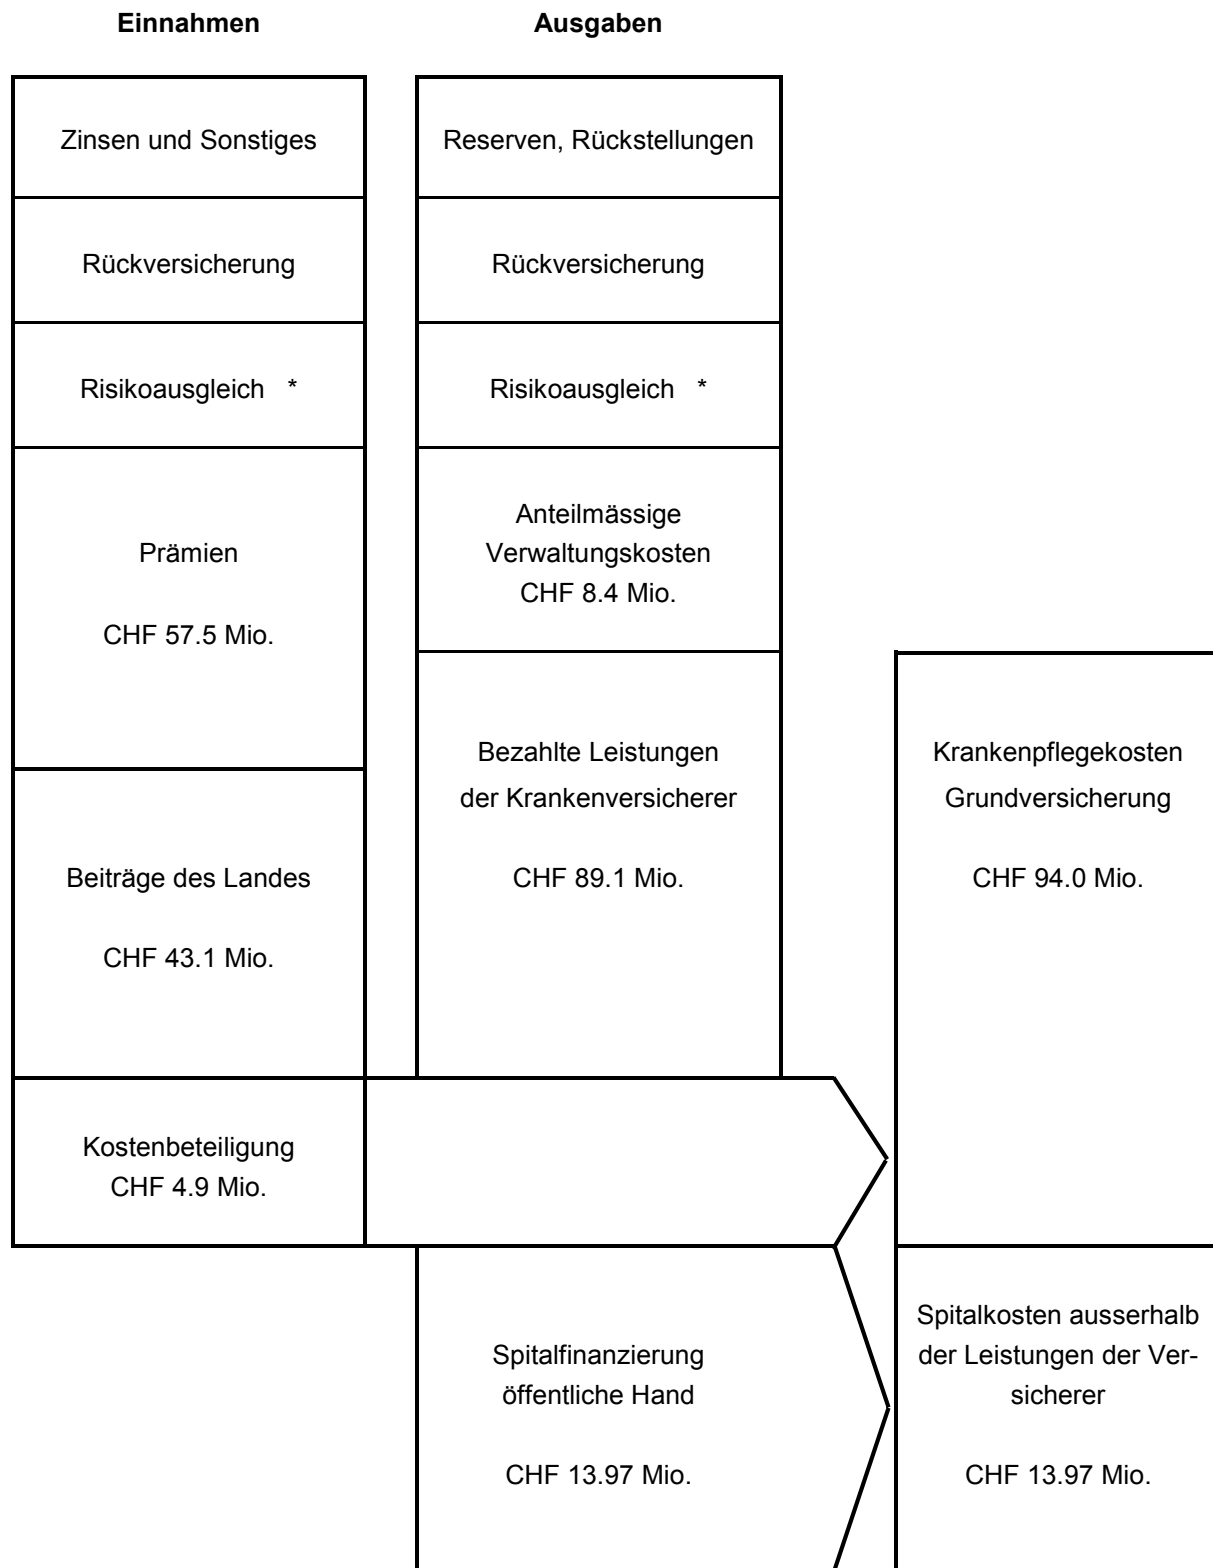 Einnahmen
Ausgaben
Zinsen und Sonstiges
Reserven, Rückstellungen
Rückversicherung
Rückversicherung
Risikoausgleich *
Risikoausgleich *
Prämien
CHF 57.5 Mio.
Anteilmässige
Verwaltungskosten
CHF 8.4 Mio.
Bezahlte Leistungen
der Krankenversicherer
CHF 89.1 Mio.
Krankenpflegekosten
Grundversicherung
CHF 94.0 Mio.
Beiträge des Landes
CHF 43.1 Mio.
Kostenbeteiligung
CHF 4.9 Mio.
Spitalfinanzierung
öffentliche Hand
CHF 13.97 Mio.
Spitalkosten ausserhalb
der Leistungen der Ver-
sicherer
CHF 13.97 Mio.